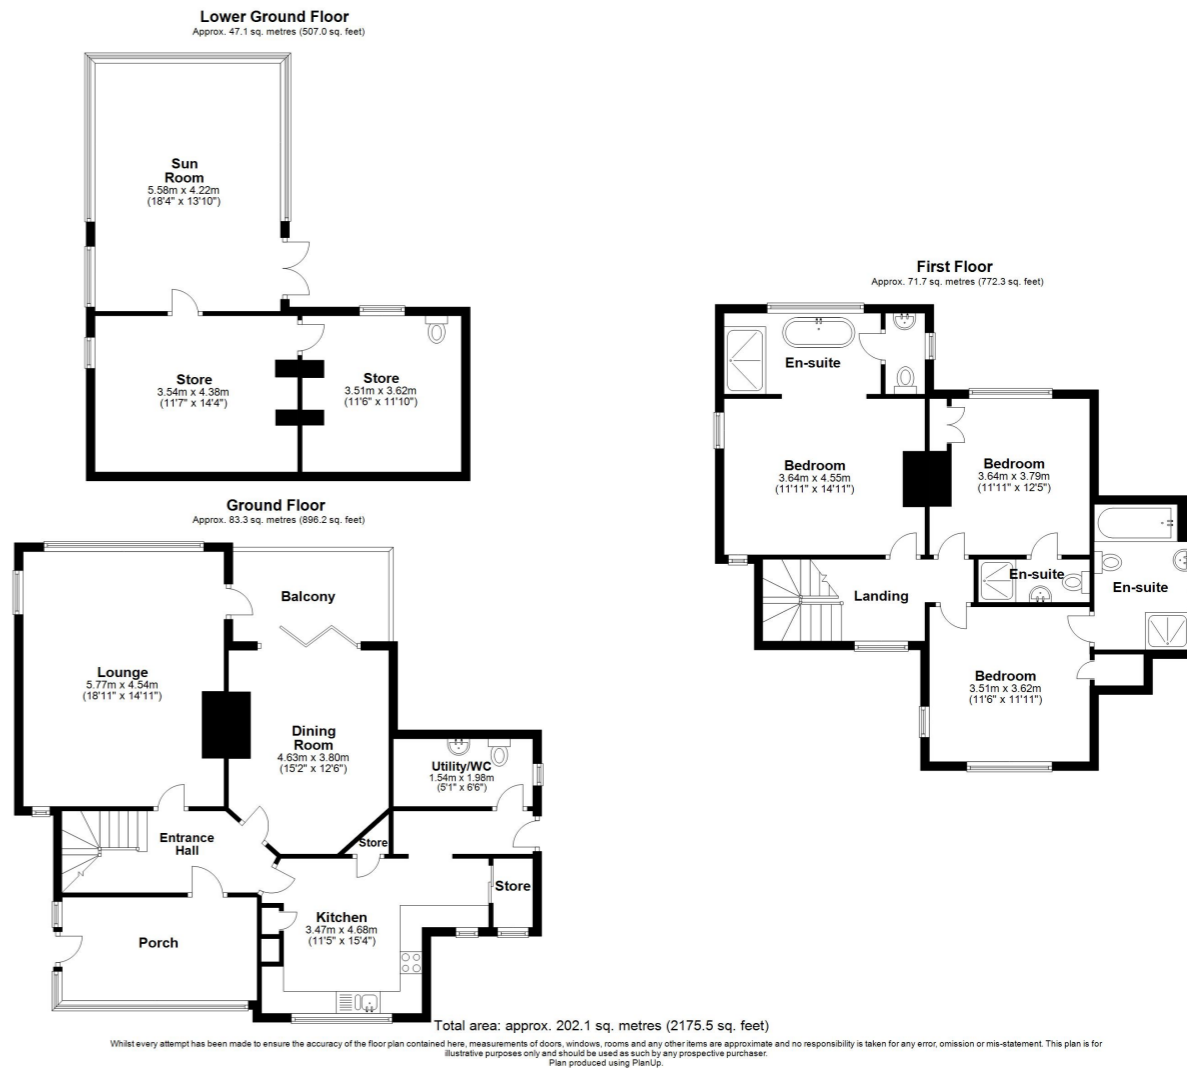 Lower Ground Floor
Approx. 47.1 sq. metres (507.0 sq. feet)
Sun
Room
5.58m x 4.22m
(18'4" x 13'10")
Store
3.54m x 4.38m
(11'7" x 14'4")
Store
3.51m x 3.62m
(11'6" x 11'10")
Ground Floor
Approx. 83.3 sq. metres (896.2 sq. feet)
Balcony
Lounge
5.77m x 4.54m
(18'11" x 14'11")
Dining
Room
4.63m x 3.80m
(15'2" x 12'6")
Utility/WC
1.54m x 1.98m
(5'1" x 6'6")
Entrance
Hall
Store
Store
Kitchen
3.47m x 4.68m
(11'5" x 15'4")
Porch
First Floor
Approx. 71.7 sq. metres (772.3 sq. feet)
En-suite
Bedroom
3.64m x 4.55m
(11'11" x 14'11")
Bedroom
3.64m x 3.79m
(11'11" x 12'5")
En-suite
En-suite
Landing
Bedroom
3.51m x 3.62m
(11'6" x 11'11")
Total area: approx. 202.1 sq. metres (2175.5 sq. feet)
Whilst every attempt has been made to ensure the accuracy of the floor plan contained here, measurements of doors, windows, rooms and any other items are approximate and no responsibility is taken for any error, omission or mis-statement. This plan is for
illustrative purposes only and should be used as such by any prospective purchaser.
Plan produced using PlanUp.